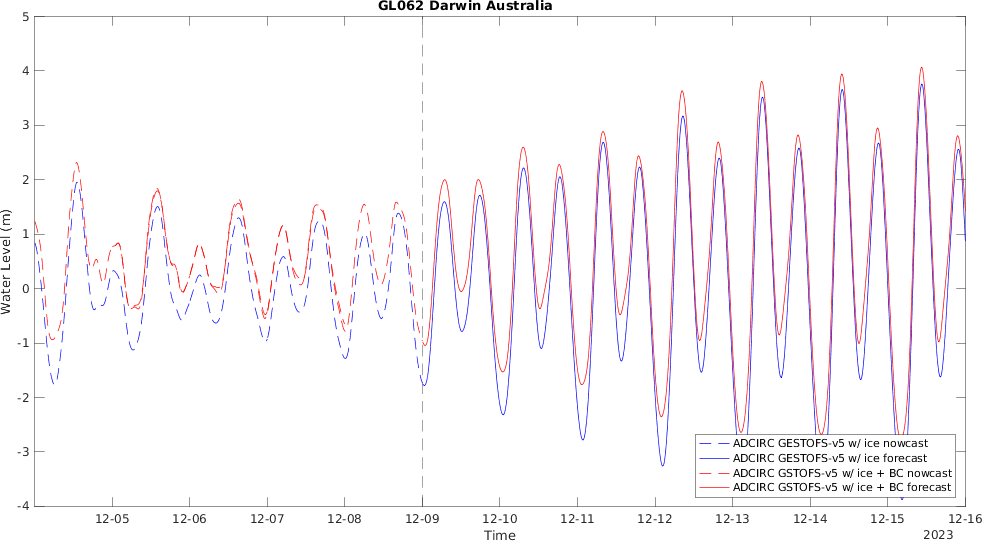 GL062 Darwin Australia
5
4
3
2
1
0
-1
-2
-3
-4
Water Level (m)
ADCIRC GESTOFS-v5 w/ ice nowcast
ADCIRC GESTOFS-v5 w/ ice forecast
ADCIRC GSTOFS-v5 w/ ice + BC nowcast
ADCIRC GSTOFS-v5 w/ ice + BC forecast
12-05 12-06 12-07 12-08 12-09 12-10 12-11 12-12 12-13 12-14 12-15 12-16
Time
2023